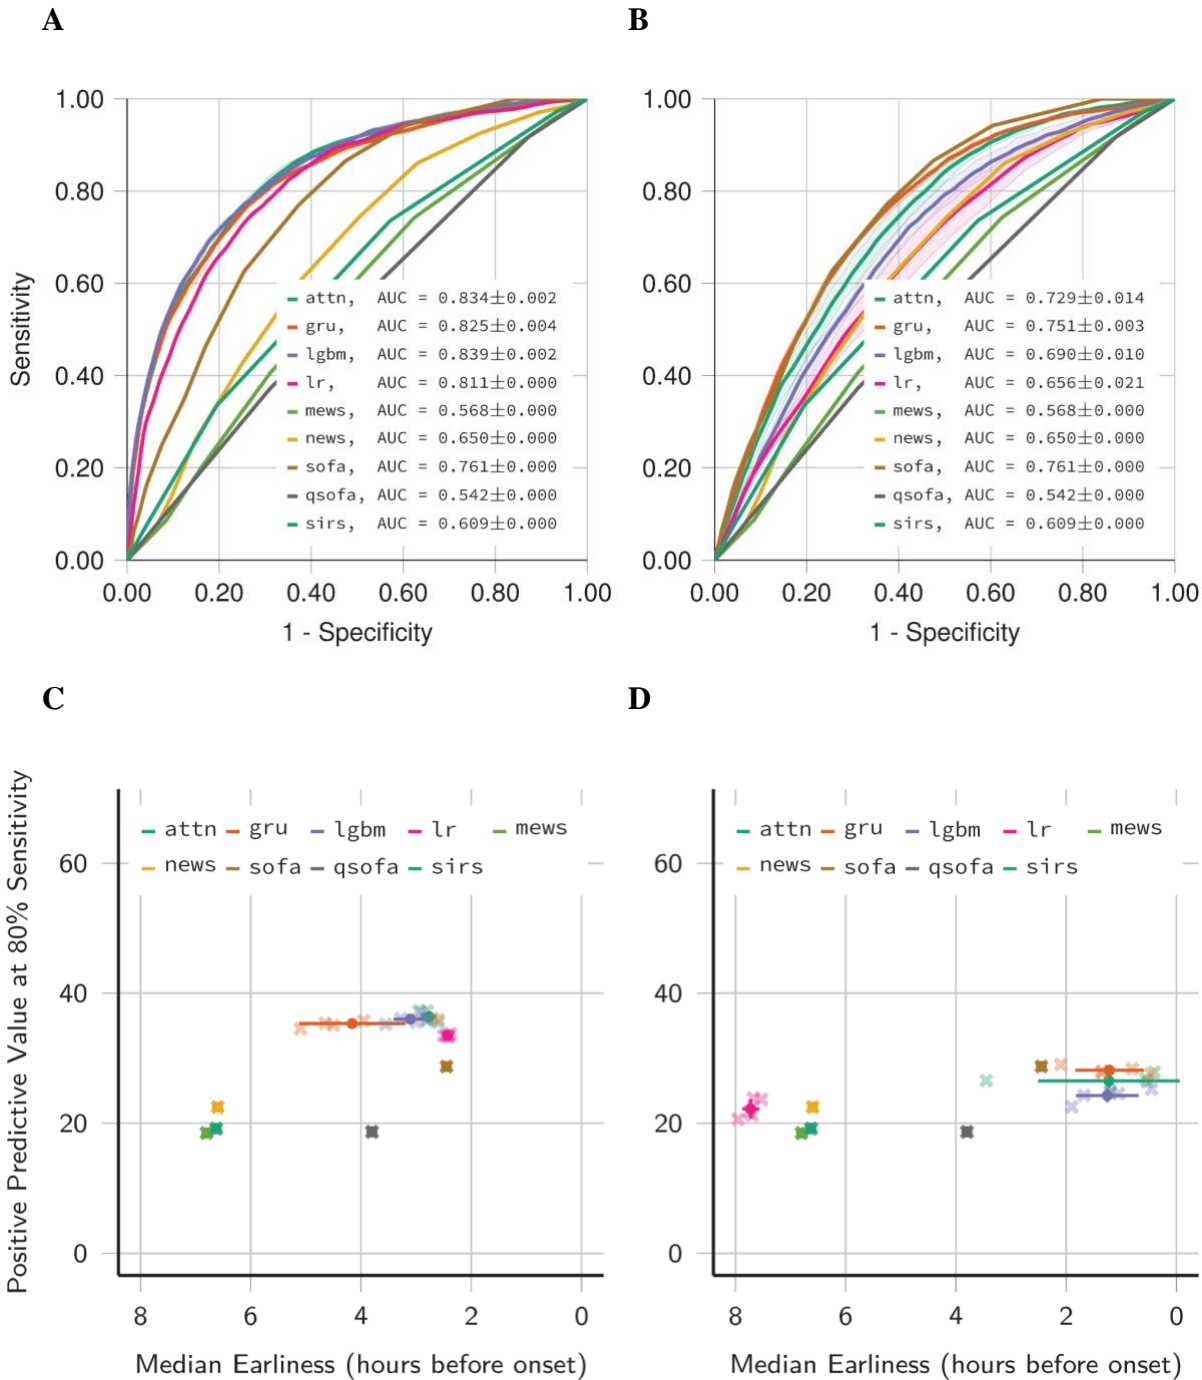 A
B
1.00
0.80
0.60
0.40
0.20
0.00
Sensitivity
attn, AUC = 0.834±0.002
gru, AUC = 0.825±0.004
lgbm, AUC = 0.839±0.002
lr, AUC = 0.811±0.000
mews, AUC = 0.568±0.000
news, AUC = 0.650±0.000
sofa, AUC = 0.761±0.000
qsofa, AUC = 0.542±0.000
sirs, AUC = 0.609±0.000
0.00 0.20 0.40 0.60 0.80 1.00
1 - Specificity
1.00
0.80
0.60
0.40
0.20
0.00
attn, AUC = 0.729±0.014
gru, AUC = 0.751±0.003
lgbm, AUC = 0.690±0.010
lr, AUC = 0.656±0.021
mews, AUC = 0.568±0.000
news, AUC = 0.650±0.000
sofa, AUC = 0.761±0.000
qsofa, AUC = 0.542±0.000
sirs, AUC = 0.609±0.000
0.00 0.20 0.40 0.60 0.80 1.00
1 - Specificity
C
D
Positive Predictive Value at 80% Sensitivity
attn gru lgbm lr mews
news sofa qsofa sirs
60
40
20
0
8 6 4 2 0
Median Earliness (hours before onset)
attn gru lgbm lr mews
news sofa qsofa sirs
60
40
20
0
8 6 4 2 0
Median Earliness (hours before onset)